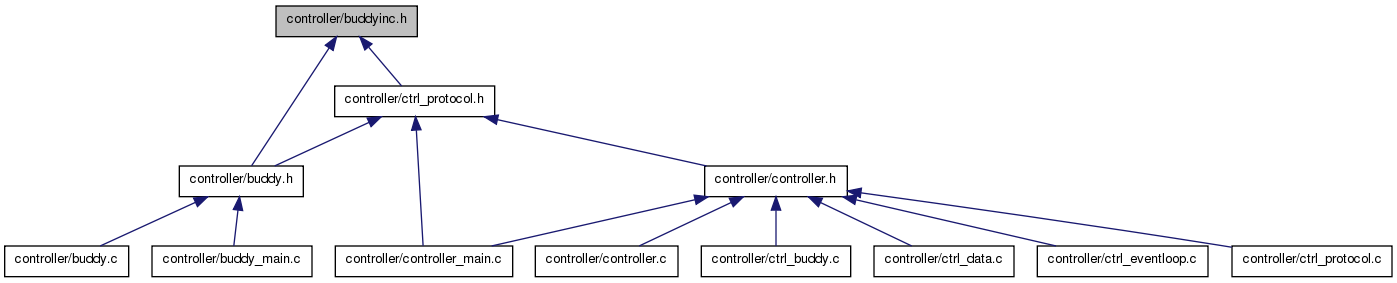 controller/buddyinc.h
controller/ctrl_protocol.h
controller/buddy.h
controller/controller.h
controller/buddy.c
controller/buddy_main.c
controller/controller_main.c
controller/controller.c
controller/ctrl_buddy.c
controller/ctrl_data.c
controller/ctrl_eventloop.c
controller/ctrl_protocol.c